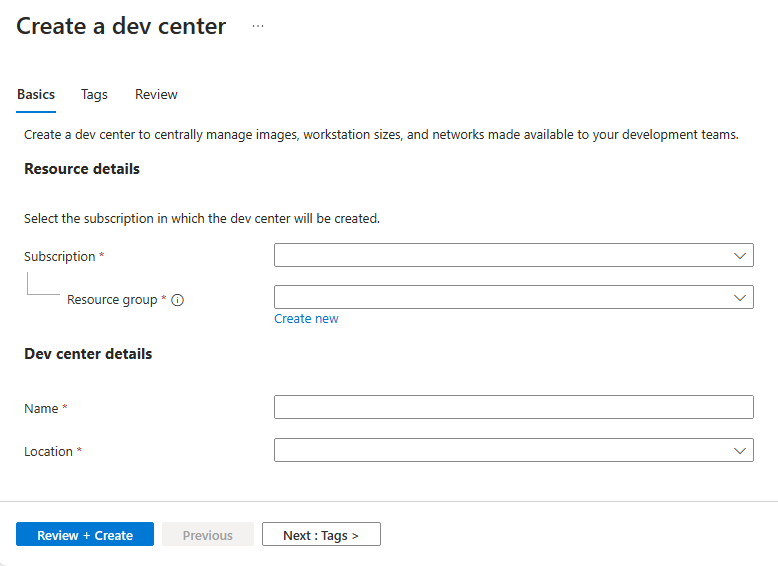 Create a dev center ...
Basics Tags Review
Create a dev center to centrally manage images, workstation sizes, and networks made available to your development teams.
Resource details
Select the subscription in which the dev center will be created.
Subscription *
Resource group * i
Create new
Dev center details
Name *
Location *
Review + Create Previous Next : Tags >